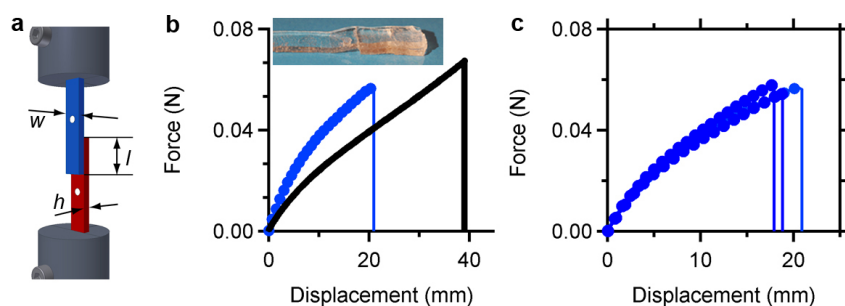 a
w
l
h
b
Force (N)
0.08
0.04
0.00
0
20
40
Displacement (mm)
c
Force (N)
0.08
0.04
0.00
0
10
20
Displacement (mm)